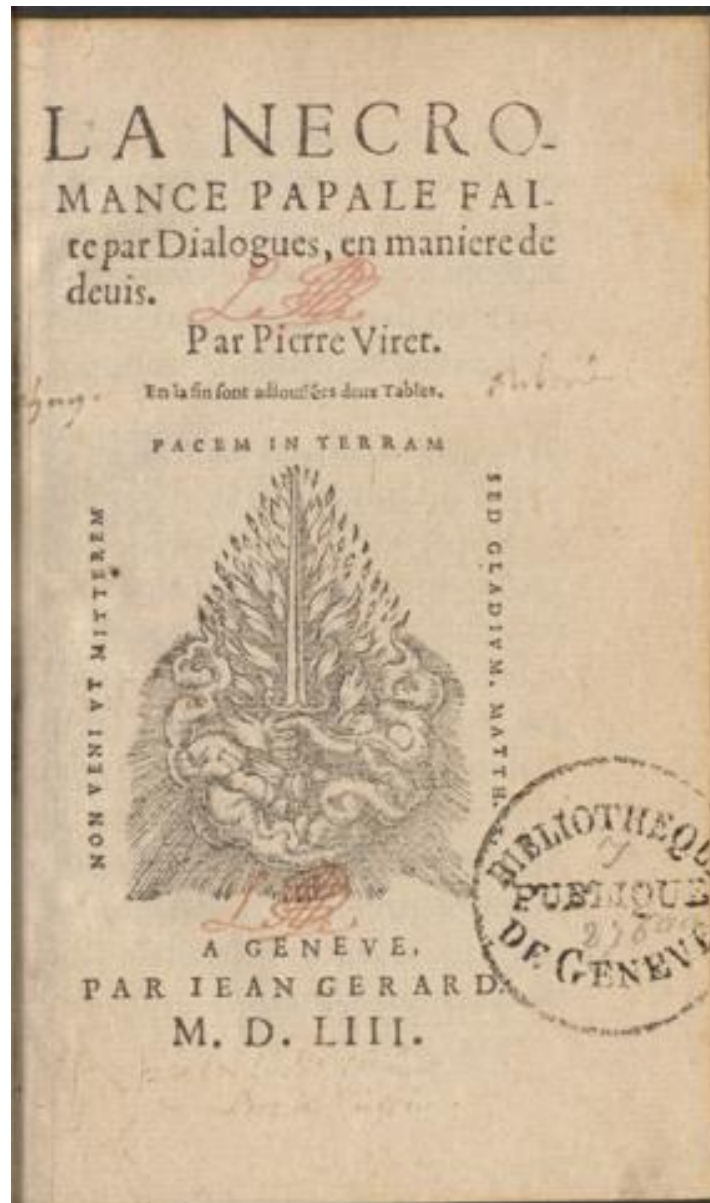 LA NECRO-
MANCE PAPALE FAI-
te par Dialogues, en maniere de
deuis.
Par Pierre Viret.
En la fin sont adioustées deux Tables.
PACEM IN TERRAM
NON VENI VT MITTEREM
SED GLADIVM. MATTH.
BIBLIOTHEQUE
PUBLIQUE
DE GENEVE
A GENEVE,
PAR IEAN GERARD.
M. D. LIII.